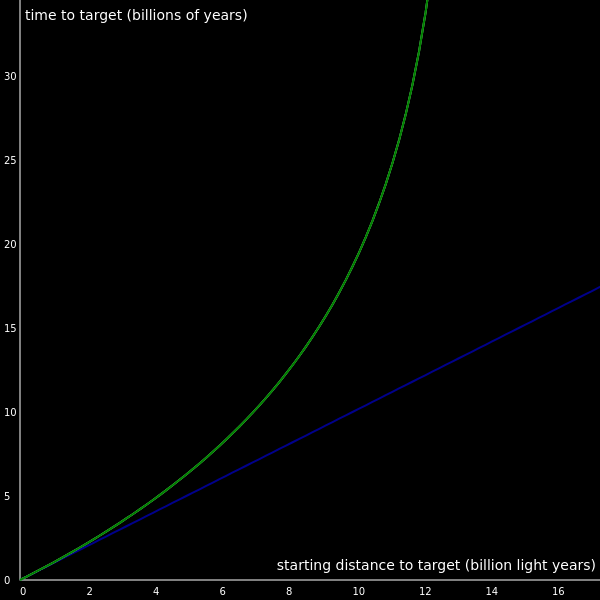 time to target (billions of years)
30
25
20
15
10
5
0
starting distance to target (billion light years)
0 2 4 6 8 10 12 14 16